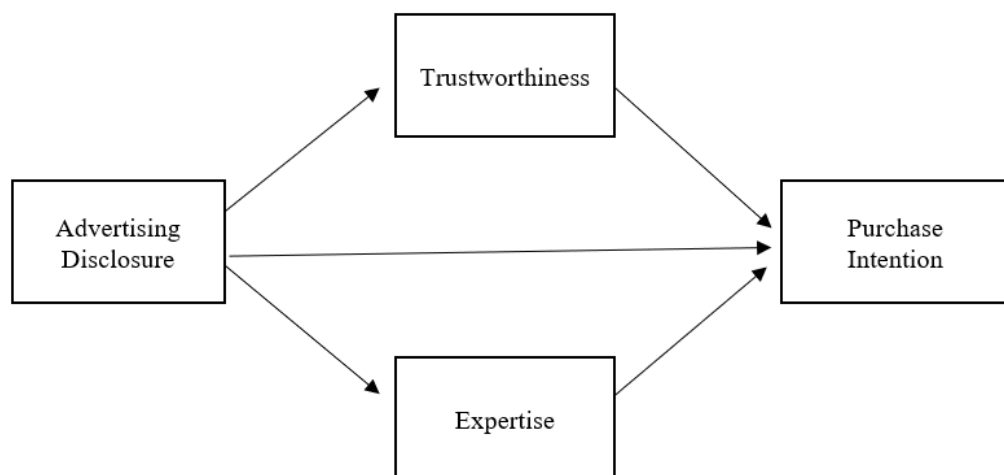 Trustworthiness
Advertising
Disclosure
Purchase
Intention
Expertise